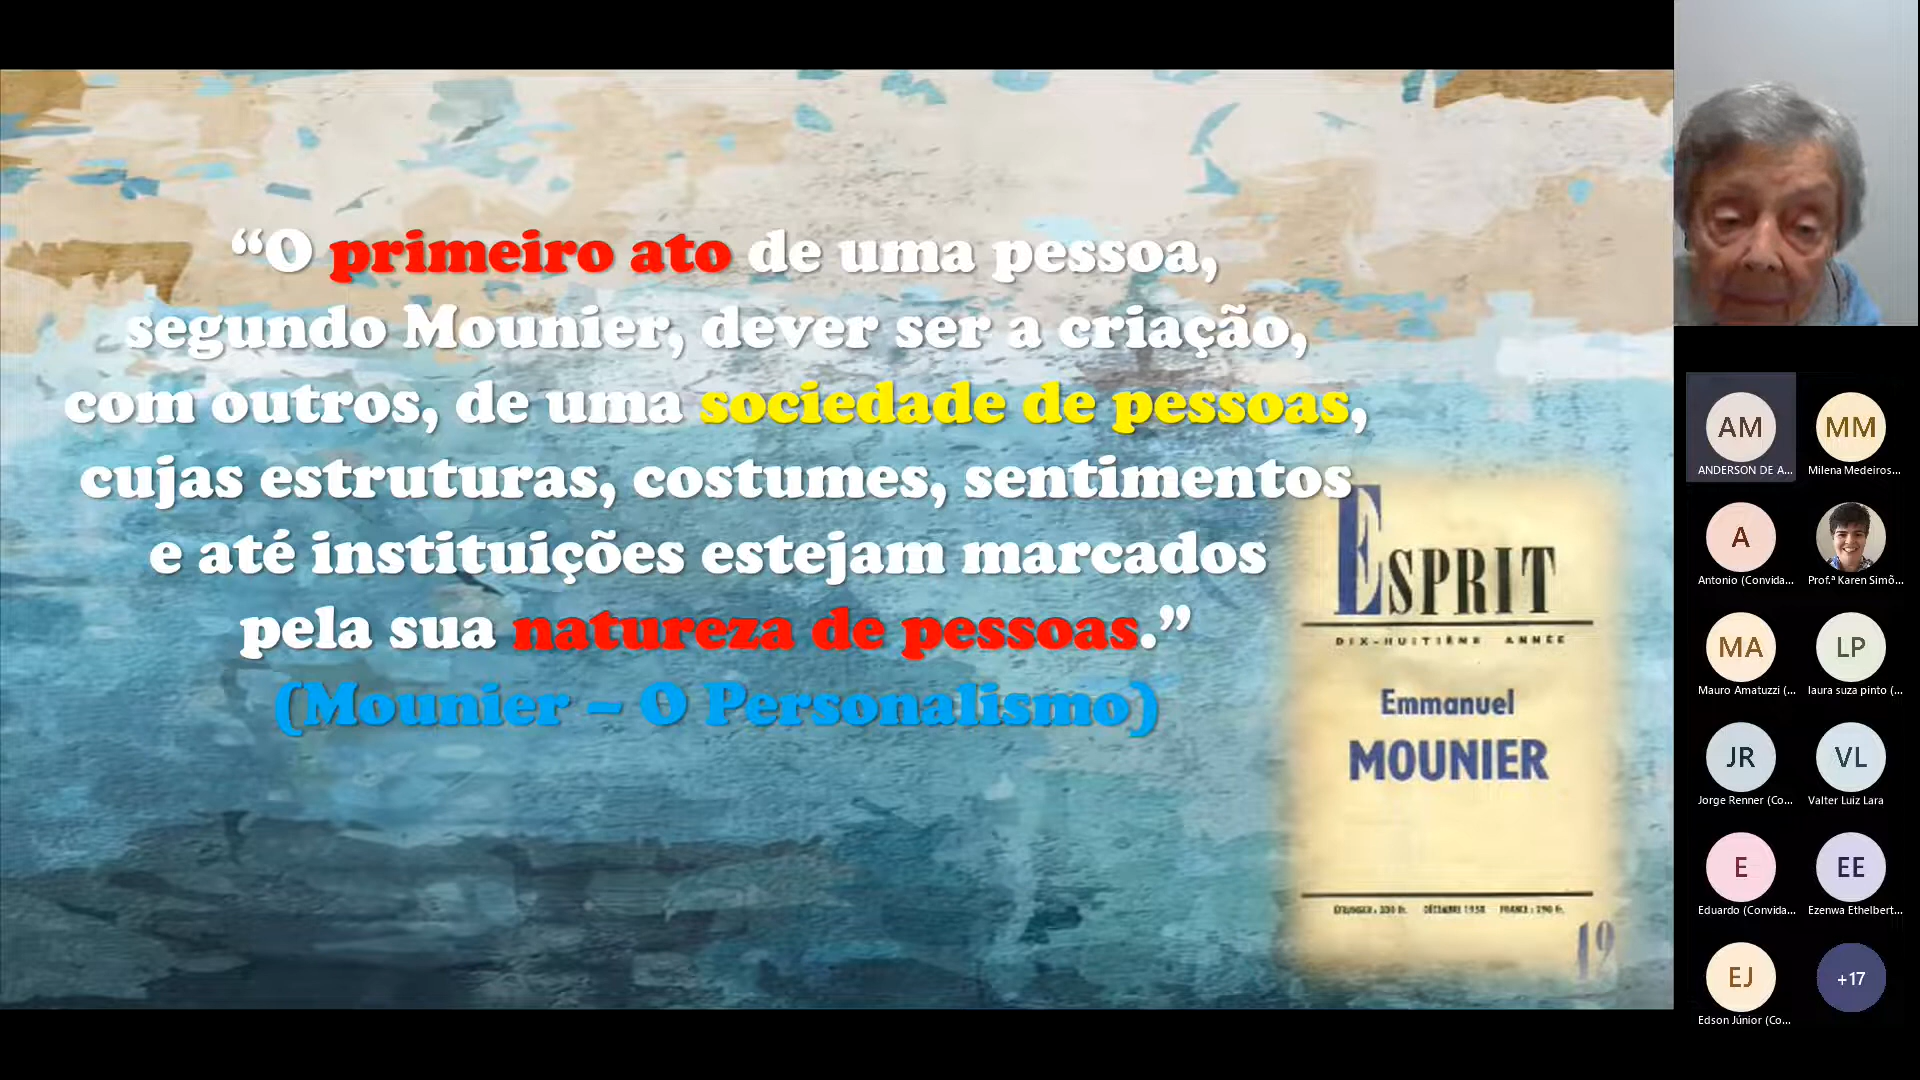 “O primeiro ato de uma pessoa,
segundo Mounier, dever ser a criação,
com outros, de uma sociedade de pessoas,
cujas estruturas, costumes, sentimentos
e até instituições estejam marcados
pela sua natureza de pessoas.”
(Mounier – O Personalismo)
ESPRIT
DIX-HUITIÈME ANNÉE
Emmanuel
MOUNIER
AM
ANDERSON DE A...
MM
Milena Medeiros...
A
Antonio (Convida...
Prof.ª Karen Simõ...
MA
Mauro Amatuzzi (...
LP
laura suza pinto (...
JR
Jorge Renner (Co...
VL
Valter Luiz Lara
E
Eduardo (Convida...
EE
Ezenwa Ethelbert...
EJ
Edson Júnior (Co...
+17